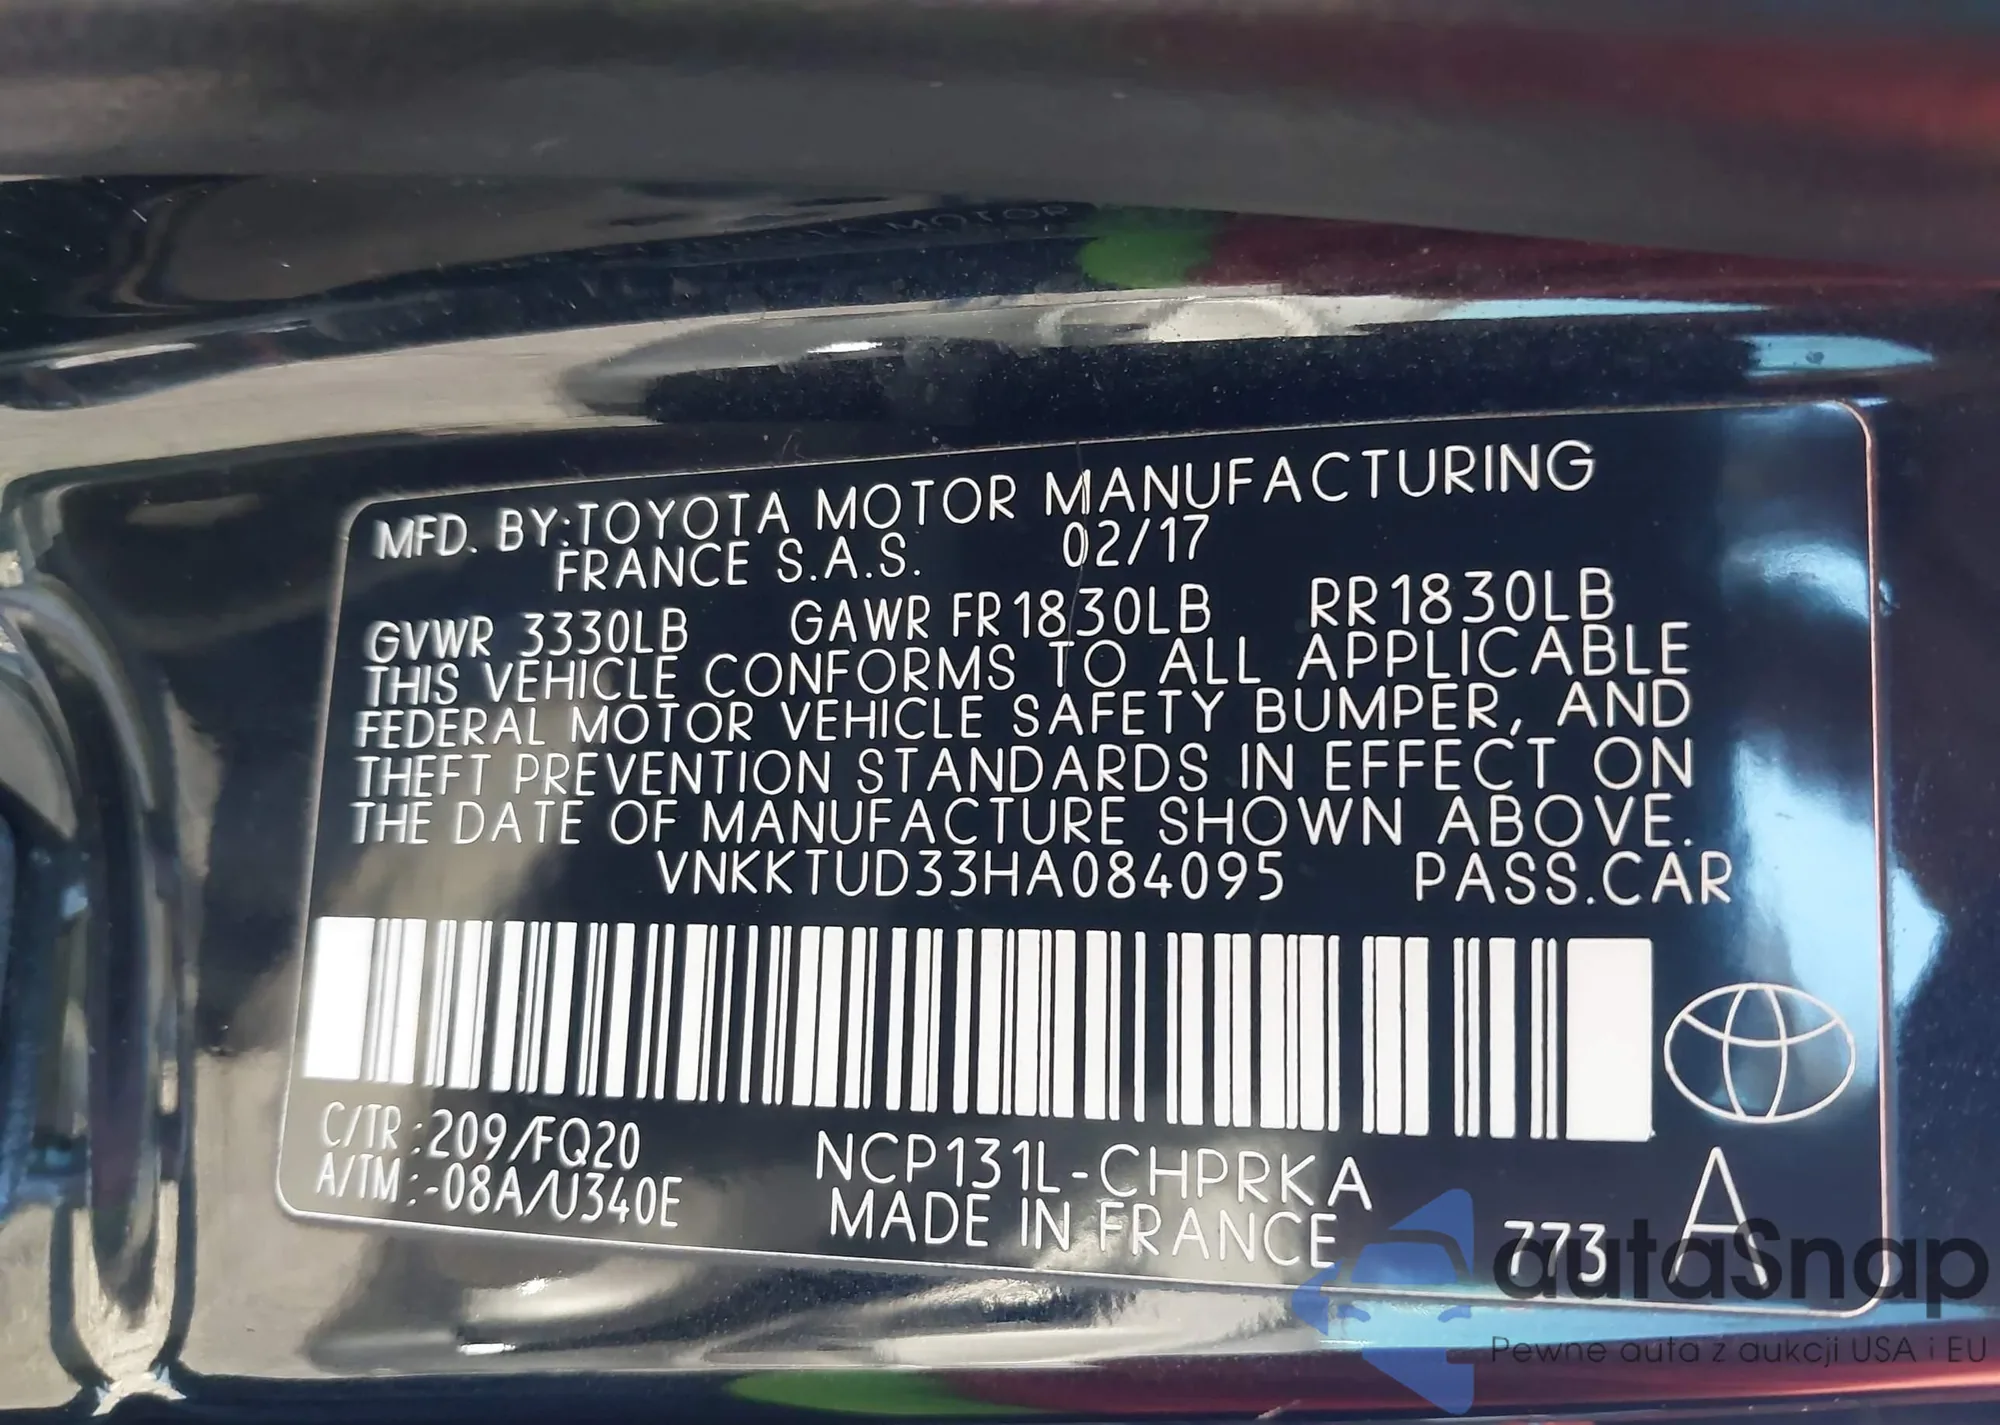 MFD. BY:TOYOTA MOTOR MANUFACTURING
FRANCE S.A.S. 02/17
GVWR 3330LB GAWR FR1830LB RR1830LB
THIS VEHICLE CONFORMS TO ALL APPLICABLE
FEDERAL MOTOR VEHICLE SAFETY BUMPER, AND
THEFT PREVENTION STANDARDS IN EFFECT ON
THE DATE OF MANUFACTURE SHOWN ABOVE.
VNKKTUD33HA084095 PASS.CAR
C/TR:209/FQ20
A/TM:-08A/U340E
NCP131L-CHPRKA
MADE IN FRANCE
773
A
autaSnap
Pewne auta z aukcji USA i EU